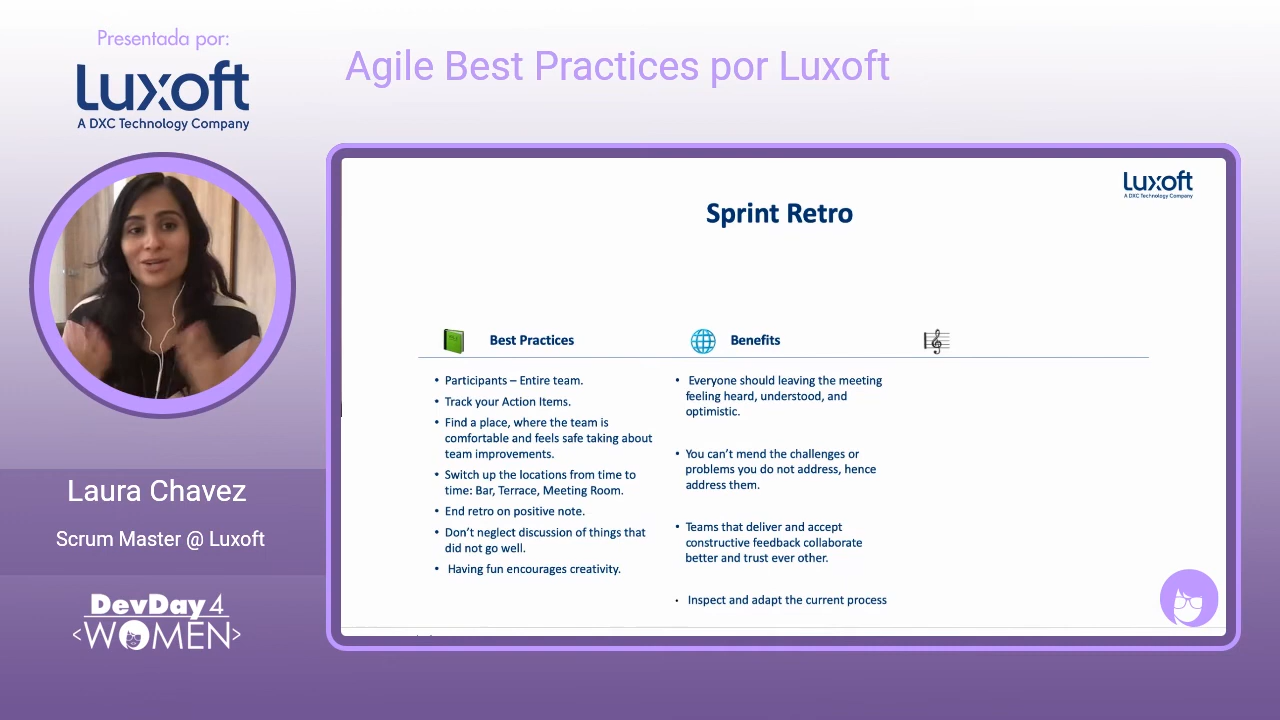 Presentada por:
Luxoft
A DXC Technology Company
Agile Best Practices por Luxoft
Luxoft
A DXC Technology Company
Sprint Retro
Best Practices
• Participants – Entire team.
• Track your Action Items.
• Find a place, where the team is
comfortable and feels safe taking about
team improvements.
• Switch up the locations from time to
time: Bar, Terrace, Meeting Room.
• End retro on positive note.
• Don't neglect discussion of things that
did not go well.
• Having fun encourages creativity.
Benefits
• Everyone should leaving the meeting
feeling heard, understood, and
optimistic.
• You can't mend the challenges or
problems you do not address, hence
address them.
• Teams that deliver and accept
constructive feedback collaborate
better and trust ever other.
• Inspect and adapt the current process
Laura Chavez
Scrum Master @ Luxoft
DevDay 4
<WOMEN>